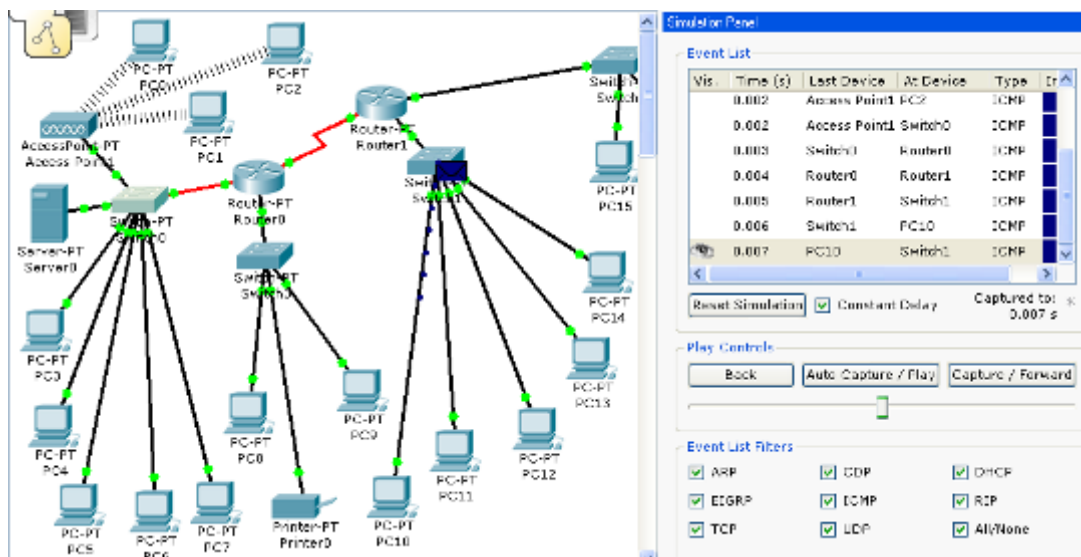 PC-PT
PC0
PC-PT
PC2
PC-PT
PC1
AccessPoint-PT
Access Point1
Server-PT
Server0
Router-PT
Router0
Router-PT
Router1
PC-PT
PC15
PC-PT
PC14
PC-PT
PC13
PC-PT
PC12
PC-PT
PC11
PC-PT
PC10
PC-PT
PC9
PC-PT
Printer-PT
Printer0
PC-PT
PC3
PC-PT
PC4
PC-PT
PC5
PC-PT
PC6
PC-PT
PC7
Simulation Panel
Event List
Vis. Time (s) Last Device At Device Type
0.002 Access Point1 PC2 ICMP
0.002 Access Point1 Switch0 ICMP
0.003 Switch0 Router0 ICMP
0.004 Router0 Router1 ICMP
0.005 Router1 Switch1 ICMP
0.006 Switch1 PC10 ICMP
0.007 PC10 Switch1 ICMP
Reset Simulation Constant Delay Captured to: *
0.007 s
Play Controls
Back Auto Capture / Play Capture / Forward
Event List Filters
ARP CDP DHCP
EIGRP ICMP RIP
TCP UDP All/None